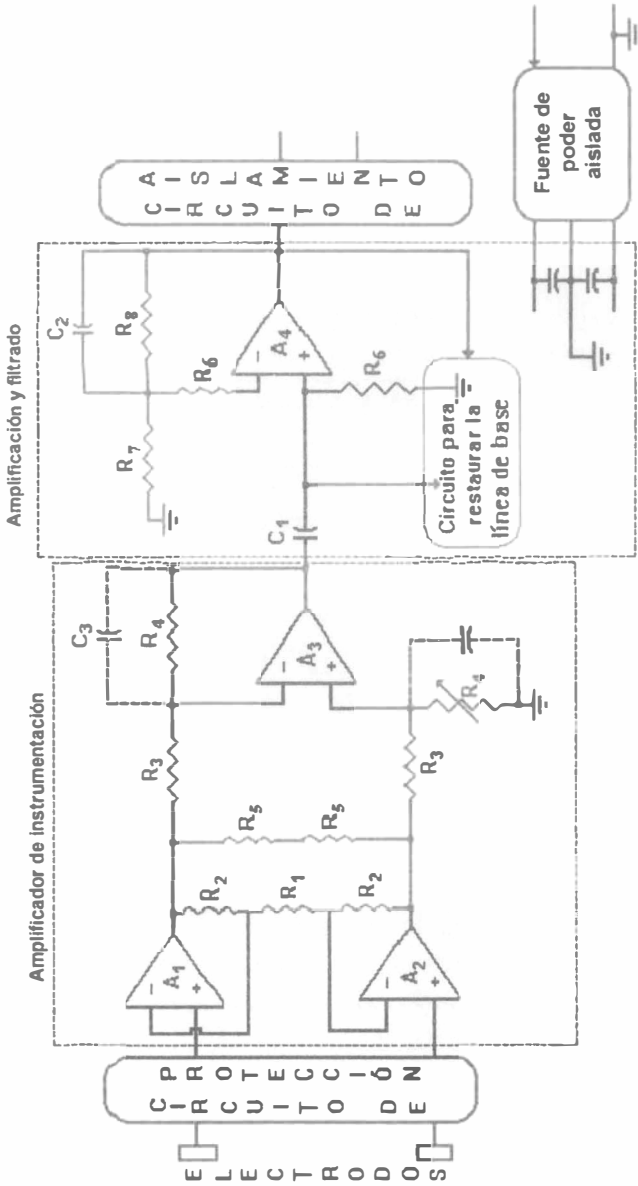 Amplificador de instrumentación
Amplificación y filtrado
ELECTRODOS
CIRCUITO DE
PROTECCIÓN
A1
-
+
A2
-
+
R2
R1
R2
R5
R5
R3
R3
C3
R4
R4
A3
-
+
C1
R7
R8
C2
R6
R6
A4
-
+
Circuito para
restaurar la
línea de base
CIRCUITO DE
AISLAMIENTO
Fuente de
poder
aislada